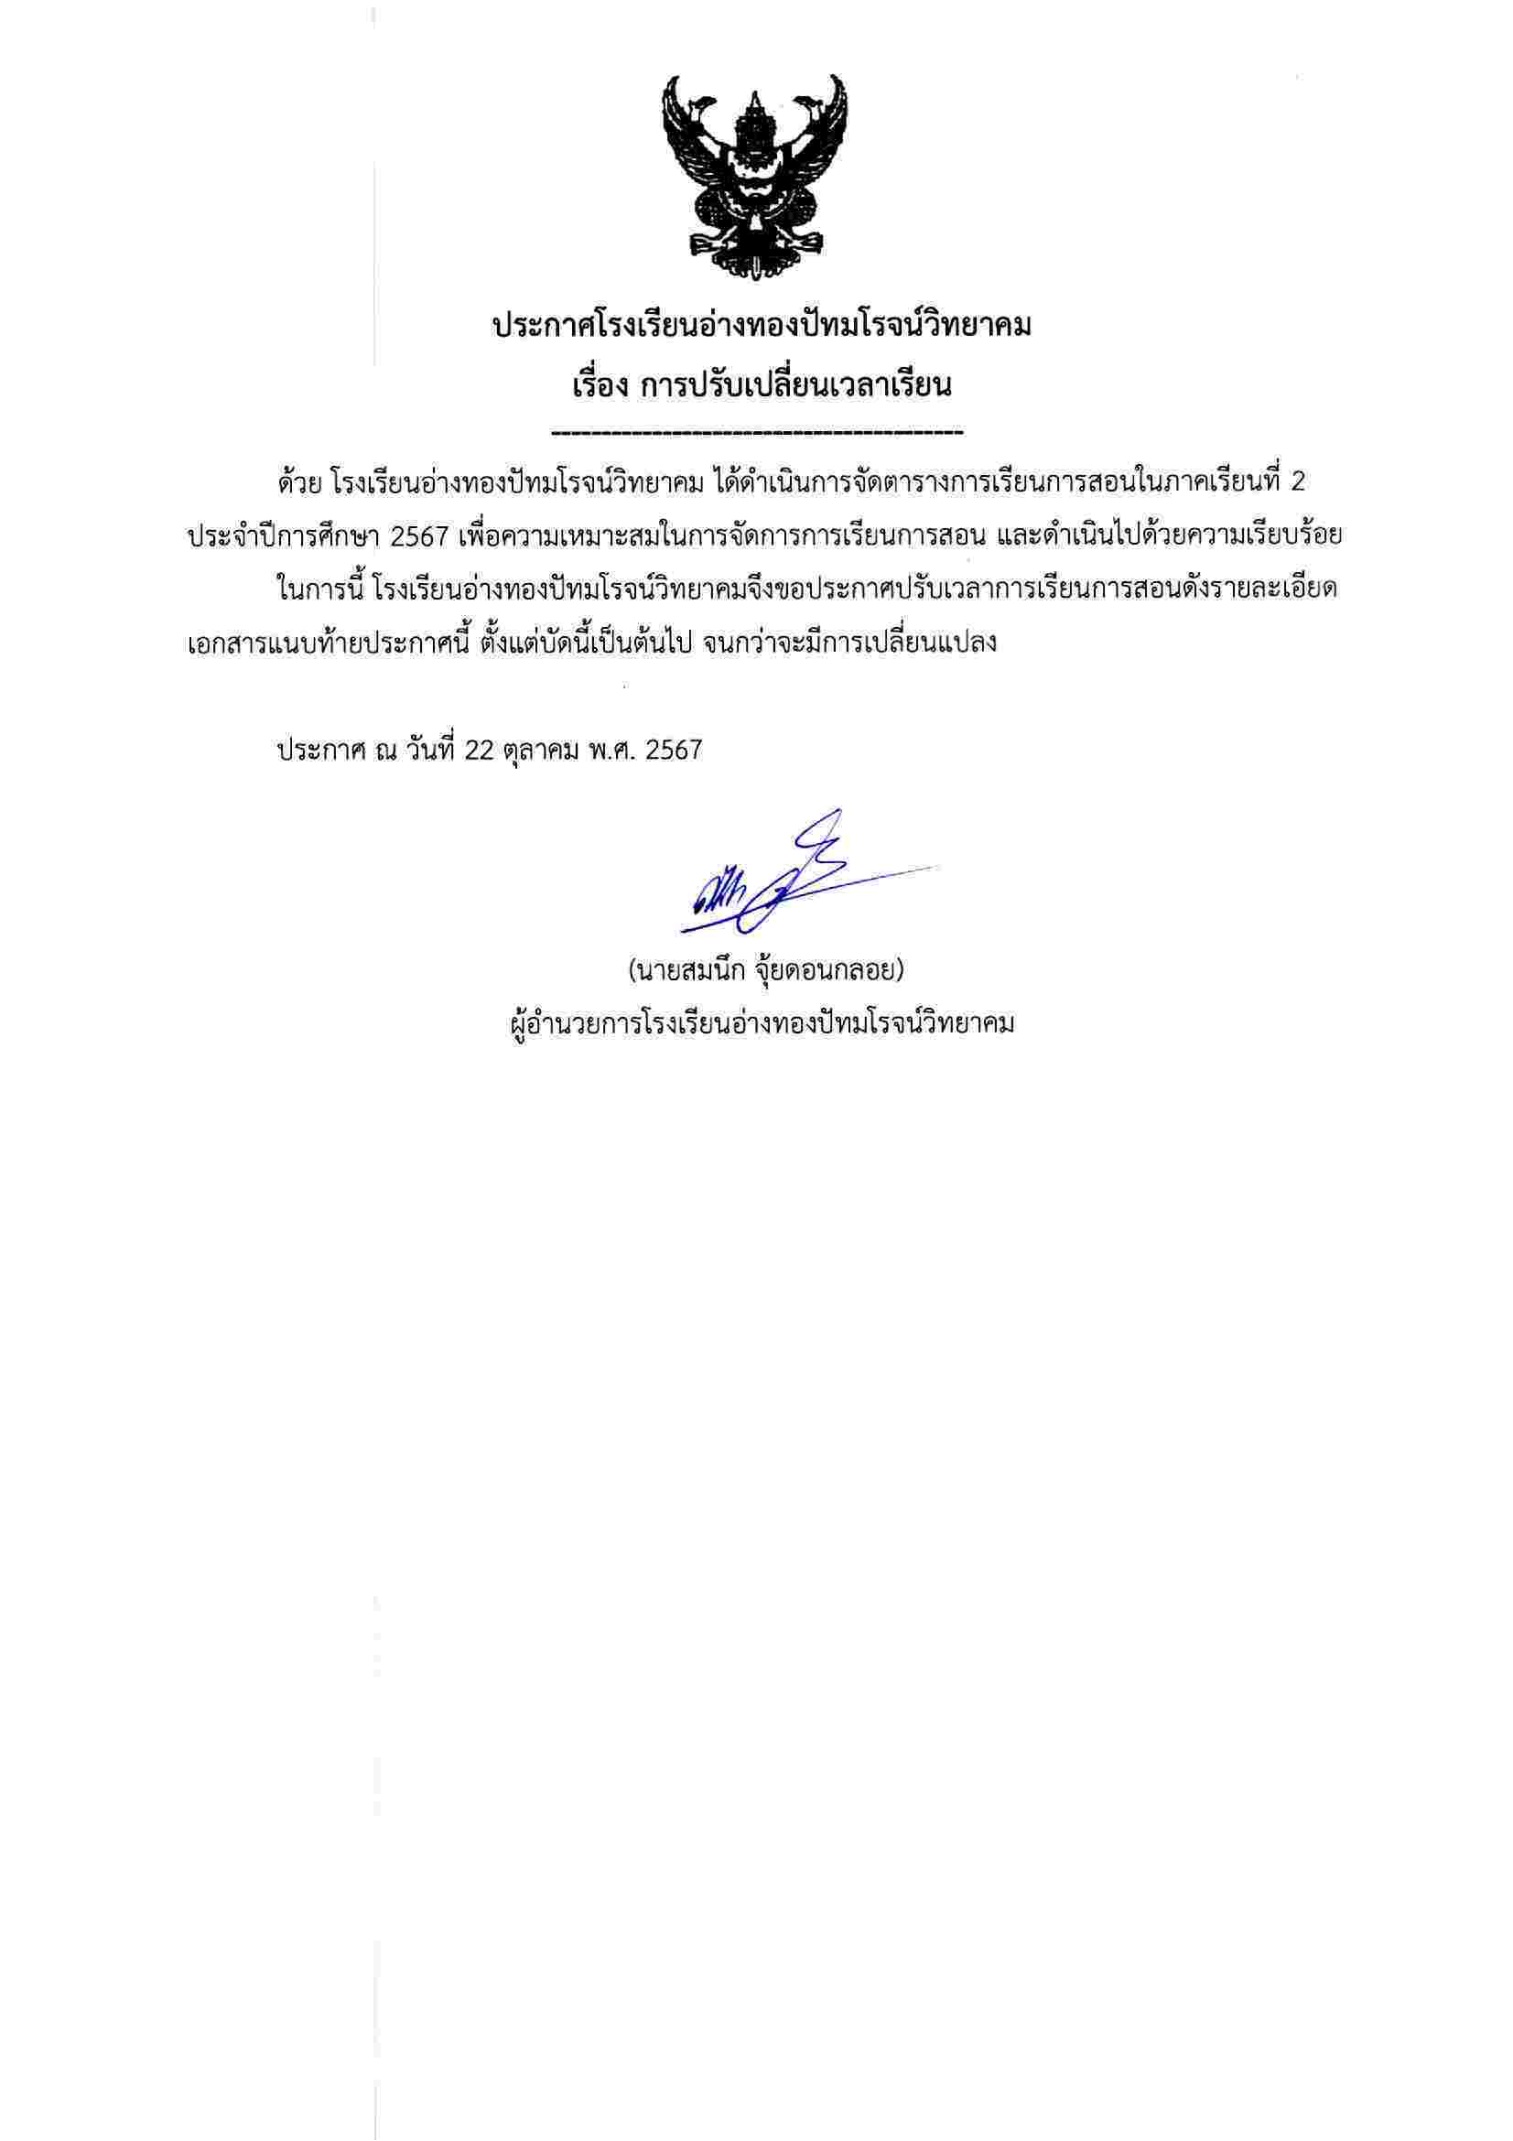 ประกาศโรงเรียนอ่างทองปัทมโรจน์วิทยาคม
เรื่อง การปรับเปลี่ยนเวลาเรียน
ด้วย โรงเรียนอ่างทองปัทมโรจน์วิทยาคม ได้ดำเนินการจัดตารางการเรียนการสอนในภาคเรียนที่ 2
ประจำปีการศึกษา 2567 เพื่อความเหมาะสมในการจัดการการเรียนการสอน และดำเนินไปด้วยความเรียบร้อย
ในการนี้ โรงเรียนอ่างทองปัทมโรจน์วิทยาคมจึงขอประกาศปรับเวลาการเรียนการสอนดังรายละเอียด
เอกสารแนบท้ายประกาศนี้ ตั้งแต่บัดนี้เป็นต้นไป จนกว่าจะมีการเปลี่ยนแปลง
ประกาศ ณ วันที่ 22 ตุลาคม พ.ศ. 2567
(นายสมนึก จุ้ยดอนกลอย)
ผู้อำนวยการโรงเรียนอ่างทองปัทมโรจน์วิทยาคม